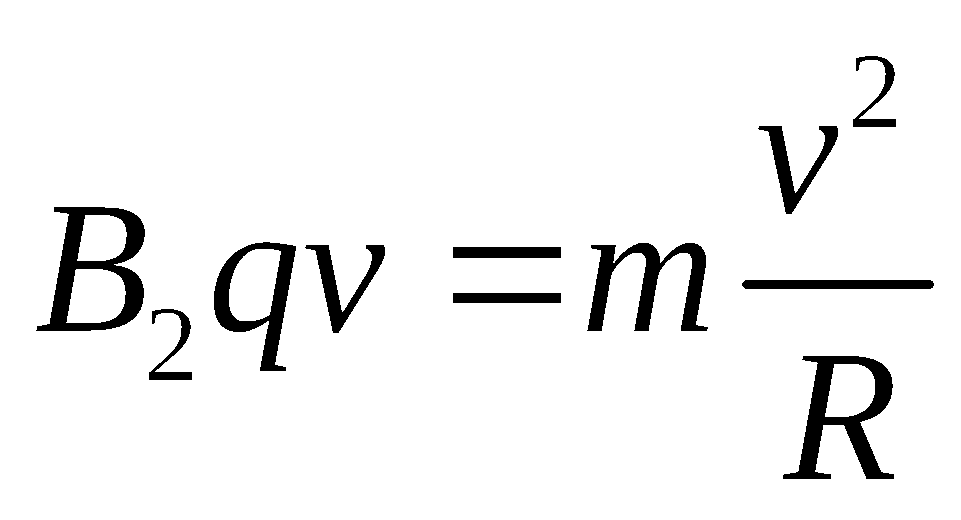 B₂qv = m v²/R